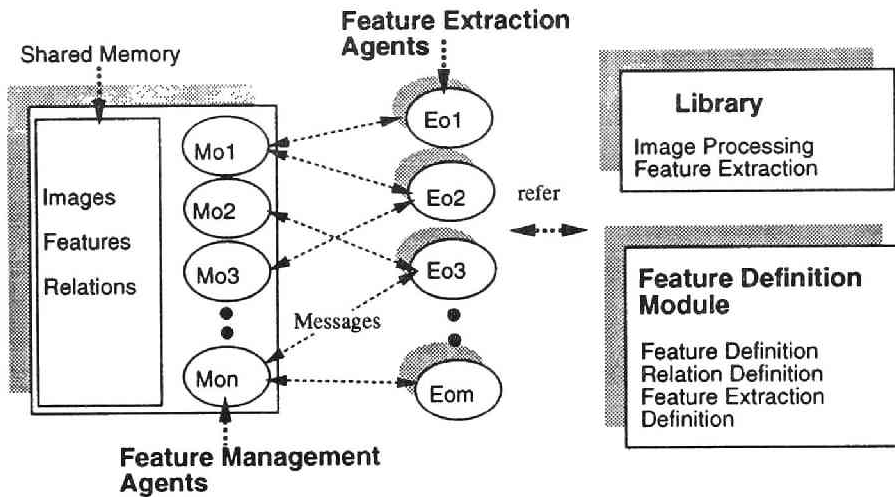 Shared Memory
Images
Features
Relations
Mo1
Mo2
Mo3
Mon
Feature Management
Agents
Messages
Feature Extraction
Agents
Eo1
Eo2
Eo3
Eom
refer
Library
Image Processing
Feature Extraction
Feature Definition
Module
Feature Definition
Relation Definition
Feature Extraction
Definition